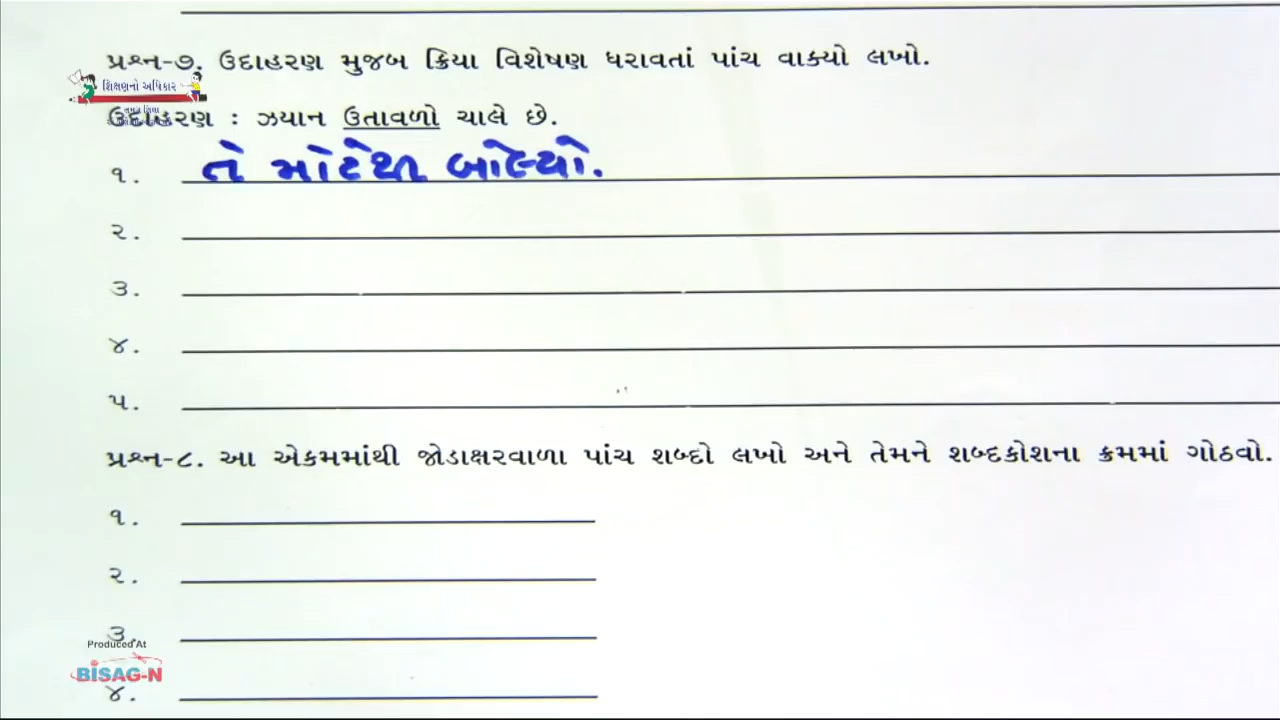 પ્રશ્ન-૭. ઉદાહરણ મુજબ ક્રિયા વિશેષણ ધરાવતાં પાંચ વાક્યો લખો.
શિક્ષણનો અધિકાર
ઉદાહરણ : ઝયાન ઉતાવળો ચાલે છે.
૧. તે મોટેથી બોલ્યો.
૨.
૩.
૪.
૫.
પ્રશ્ન-૮. આ એકમમાંથી જોડાક્ષરવાળા પાંચ શબ્દો લખો અને તેમને શબ્દકોશના ક્રમમાં ગોઠવો.
૧.
૨.
૩.
Produced At
BISAG-N
૪.